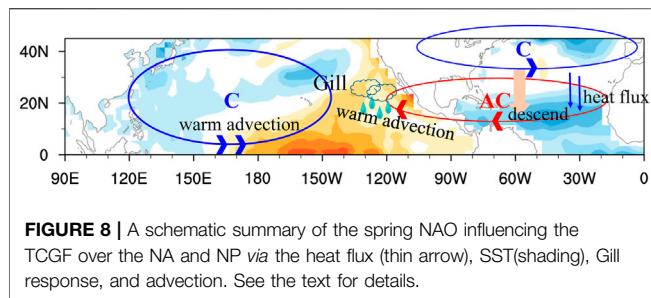 40
20
0
C
C
Gill
AC
heat flux
descend
warm advection
warm advection
90E 120E 150E 180 150W 120W 90W 60W 30W 0
FIGURE 8 | A schematic summary of the spring NAO influencing the
TCGF over the NA and NP via the heat flux (thin arrow), SST(shading), Gill
response, and advection. See the text for details.